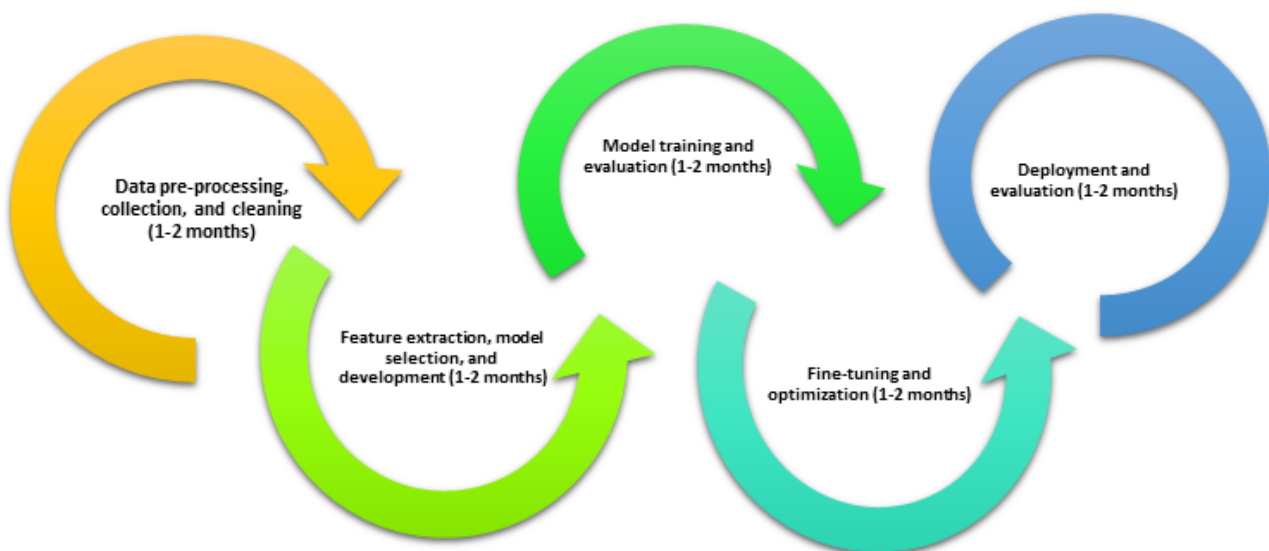 Data pre-processing,
collection, and cleaning
(1-2 months)
Feature extraction, model
selection, and
development (1-2 months)
Model training and
evaluation (1-2 months)
Fine-tuning and
optimization (1-2 months)
Deployment and
evaluation (1-2 months)